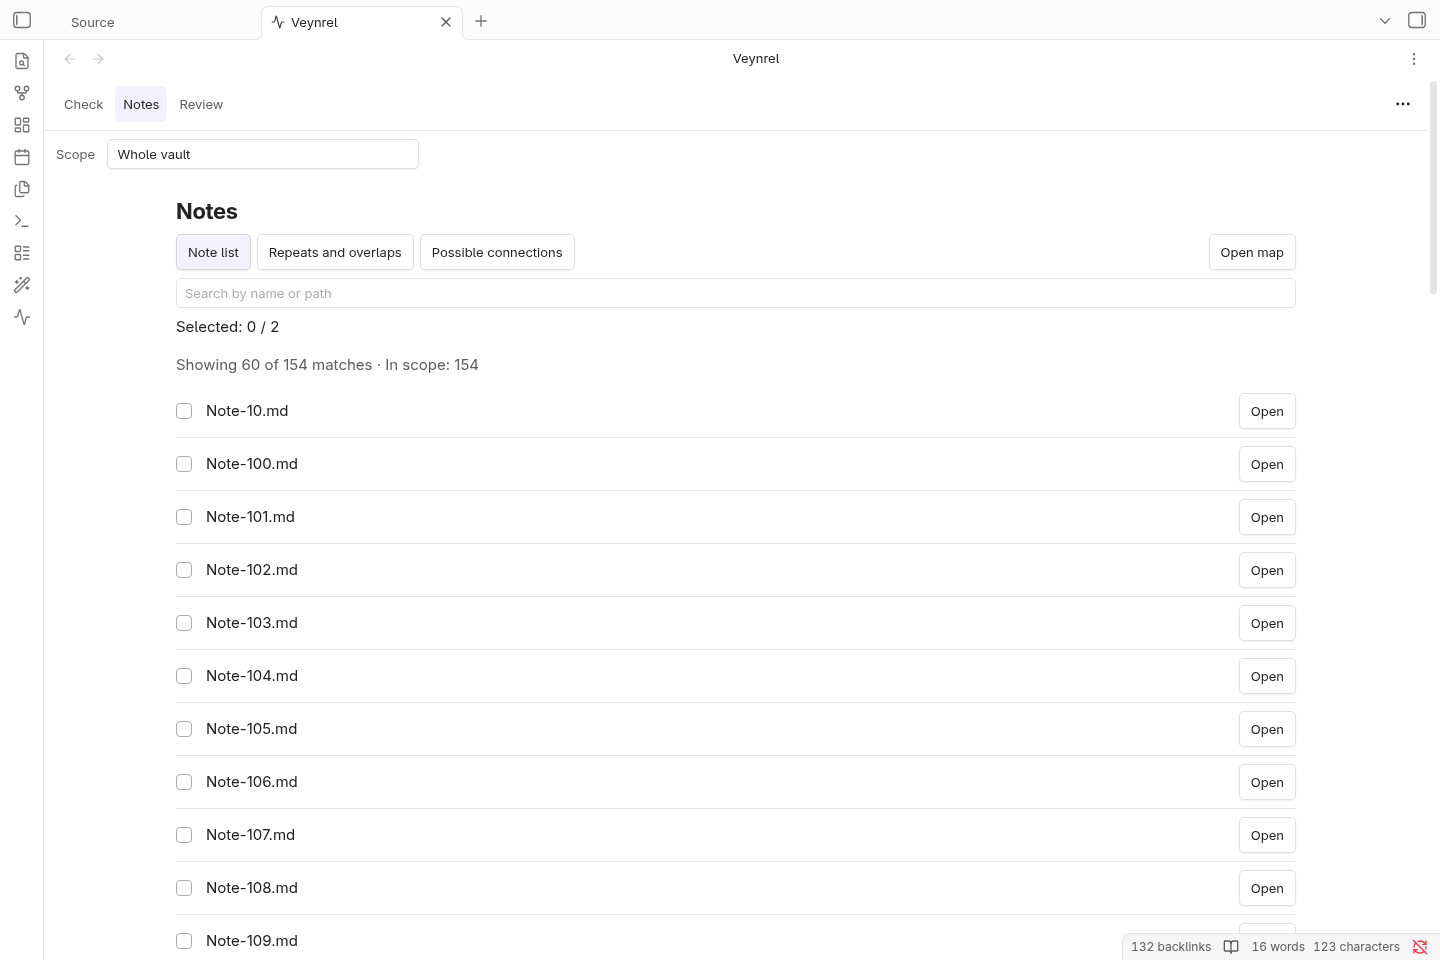 Source
Veynrel
Veynrel
Check
Notes
Review
Scope
Whole vault
Notes
Note list
Repeats and overlaps
Possible connections
Open map
Search by name or path
Selected: 0 / 2
Showing 60 of 154 matches · In scope: 154
Note-10.md
Open
Note-100.md
Open
Note-101.md
Open
Note-102.md
Open
Note-103.md
Open
Note-104.md
Open
Note-105.md
Open
Note-106.md
Open
Note-107.md
Open
Note-108.md
Open
Note-109.md
132 backlinks
16 words
123 characters